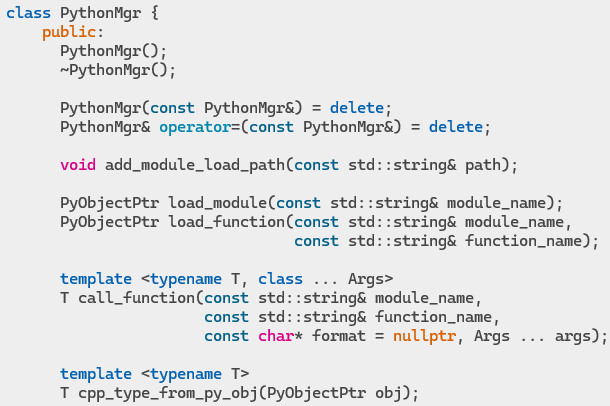 class PythonMgr {
    public:
      PythonMgr();
      ~PythonMgr();

      PythonMgr(const PythonMgr&) = delete;
      PythonMgr& operator=(const PythonMgr&) = delete;

      void add_module_load_path(const std::string& path);

      PyObjectPtr load_module(const std::string& module_name);
      PyObjectPtr load_function(const std::string& module_name,
                                const std::string& function_name);

      template <typename T, class ... Args>
      T call_function(const std::string& module_name,
                      const std::string& function_name,
                      const char* format = nullptr, Args ... args);

      template <typename T>
      T cpp_type_from_py_obj(PyObjectPtr obj);